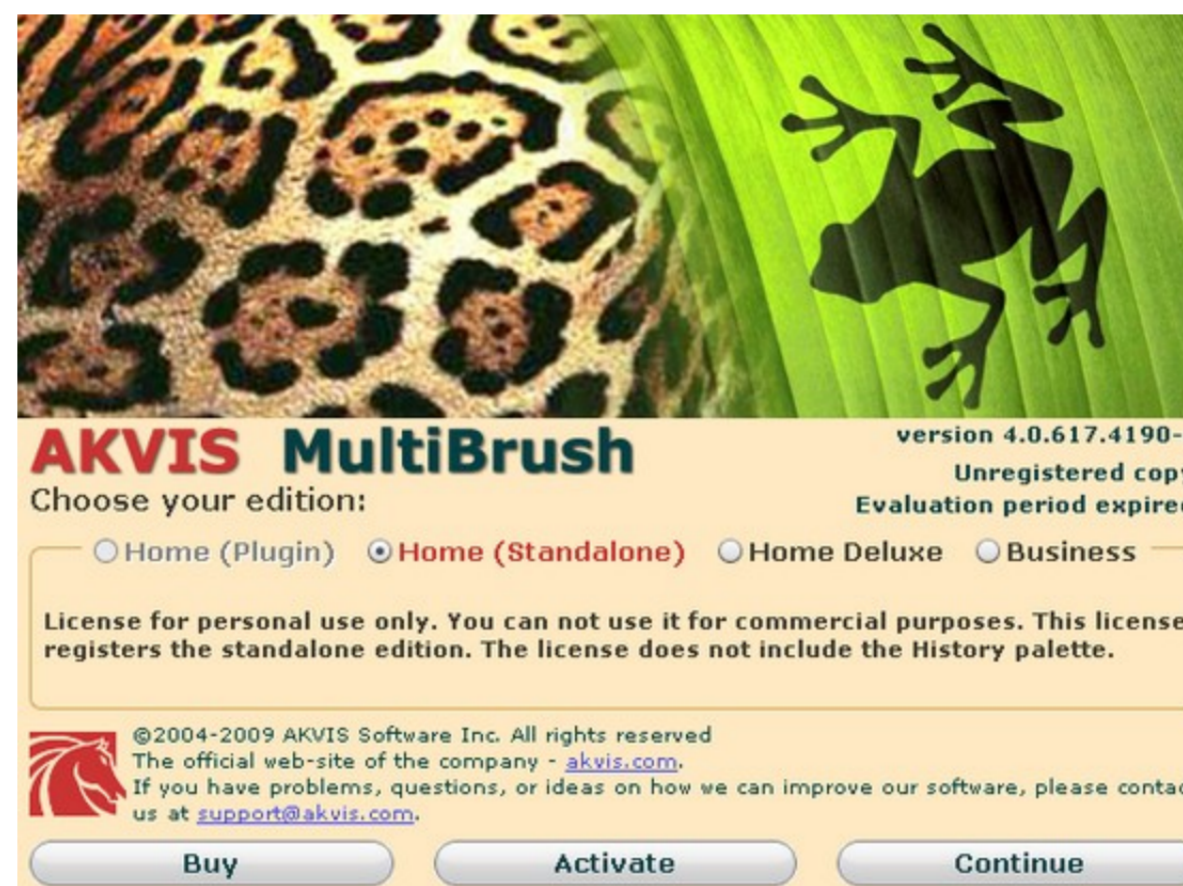 AKVIS MultiBrush
version 4.0.617.4190-
Unregistered copy
Choose your edition:
Evaluation period expired
Home (Plugin) Home (Standalone) Home Deluxe Business
License for personal use only. You can not use it for commercial purposes. This license
registers the standalone edition. The license does not include the History palette.
©2004-2009 AKVIS Software Inc. All rights reserved
The official web-site of the company - akvis.com.
If you have problems, questions, or ideas on how we can improve our software, please contac
us at support@akvis.com.
Buy Activate Continue